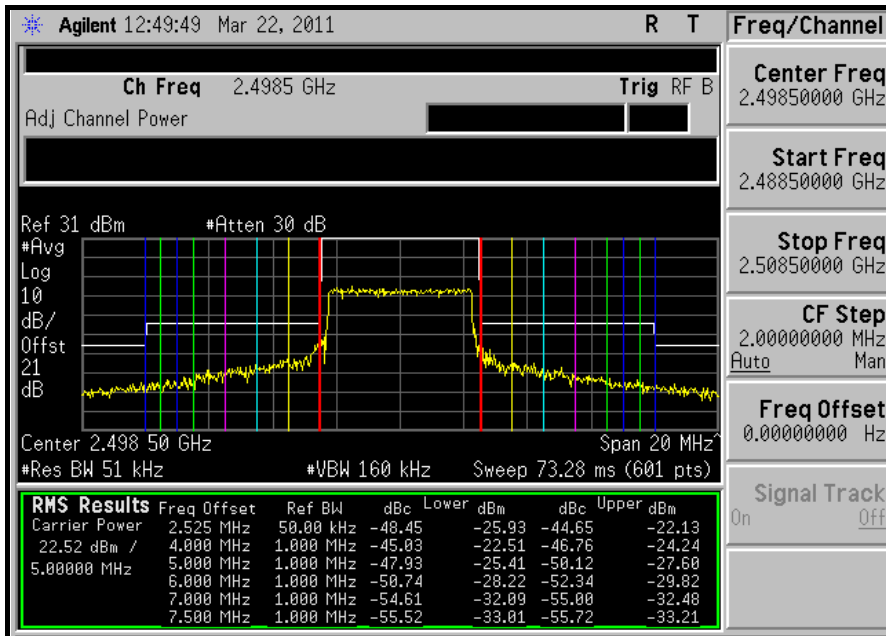 Agilent 12:49:49 Mar 22, 2011 R T
Freq/Channel
Ch Freq 2.4985 GHz Trig RF B
Adj Channel Power
Center Freq
2.49850000 GHz
Start Freq
2.48850000 GHz
Stop Freq
2.50850000 GHz
CF Step
2.00000000 MHz
Auto Man
Freq Offset
0.00000000 Hz
Signal Track
On Off
Ref 31 dBm #Atten 30 dB
#Avg
Log
10
dB/
Offst
21
dB
Center 2.498 50 GHz Span 20 MHz^
#Res BW 51 kHz #VBW 160 kHz Sweep 73.28 ms (601 pts)
RMS Results Freq Offset Ref BW dBc Lower dBm dBc Upper dBm
Carrier Power 2.525 MHz 50.00 kHz -48.45 -25.93 -44.65 -22.13
22.52 dBm / 4.000 MHz 1.000 MHz -45.03 -22.51 -46.76 -24.24
5.00000 MHz 5.000 MHz 1.000 MHz -47.93 -25.41 -50.12 -27.60
6.000 MHz 1.000 MHz -50.74 -28.22 -52.34 -29.82
7.000 MHz 1.000 MHz -54.61 -32.09 -55.00 -32.48
7.500 MHz 1.000 MHz -55.52 -33.01 -55.72 -33.21